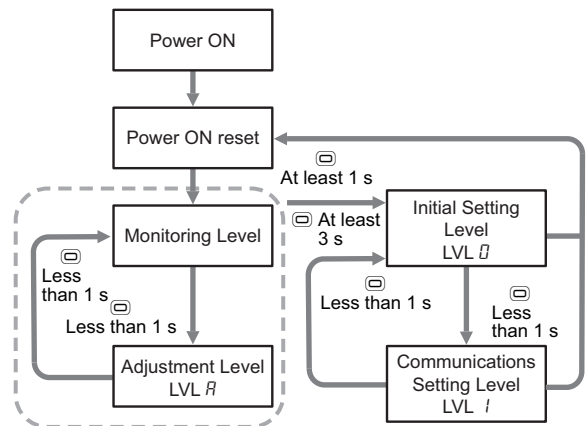 Power ON
Power ON reset
At least 1 s
At least
3 s
Monitoring Level
Initial Setting
Level
LVL 0
Less
than 1 s
Less than 1 s
Less than 1 s
Less
than 1 s
Adjustment Level
LVL A
Communications
Setting Level
LVL 1